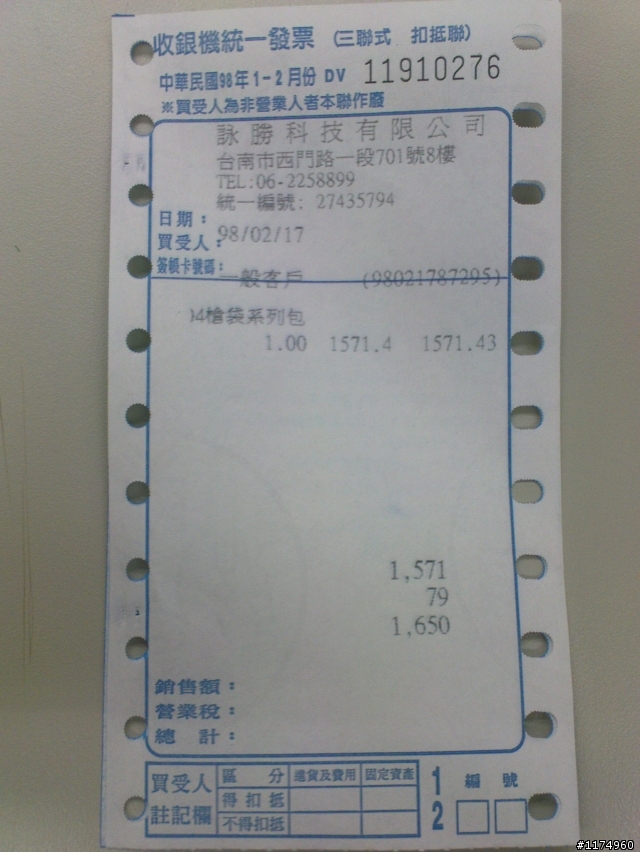 收銀機統一發票 (三聯式 扣抵聯)
中華民國98年1-2月份 DV 11910276
※買受人為非營業人者本聯作廢
詠勝科技有限公司
台南市西門路一段701號8樓
TEL:06-2258899
統一編號: 27435794
日期:
98/02/17
買受人:
簽帳卡號碼:
一般客戶 (98021787295)
M4槍袋系列包
1.00 1571.4 1571.43
1,571
79
1,650
銷售額:
營業稅:
總 計:
買受人註記欄
區 分 進貨及費用 固定資產
得扣抵
不得扣抵
1 編 號
2
#1174960